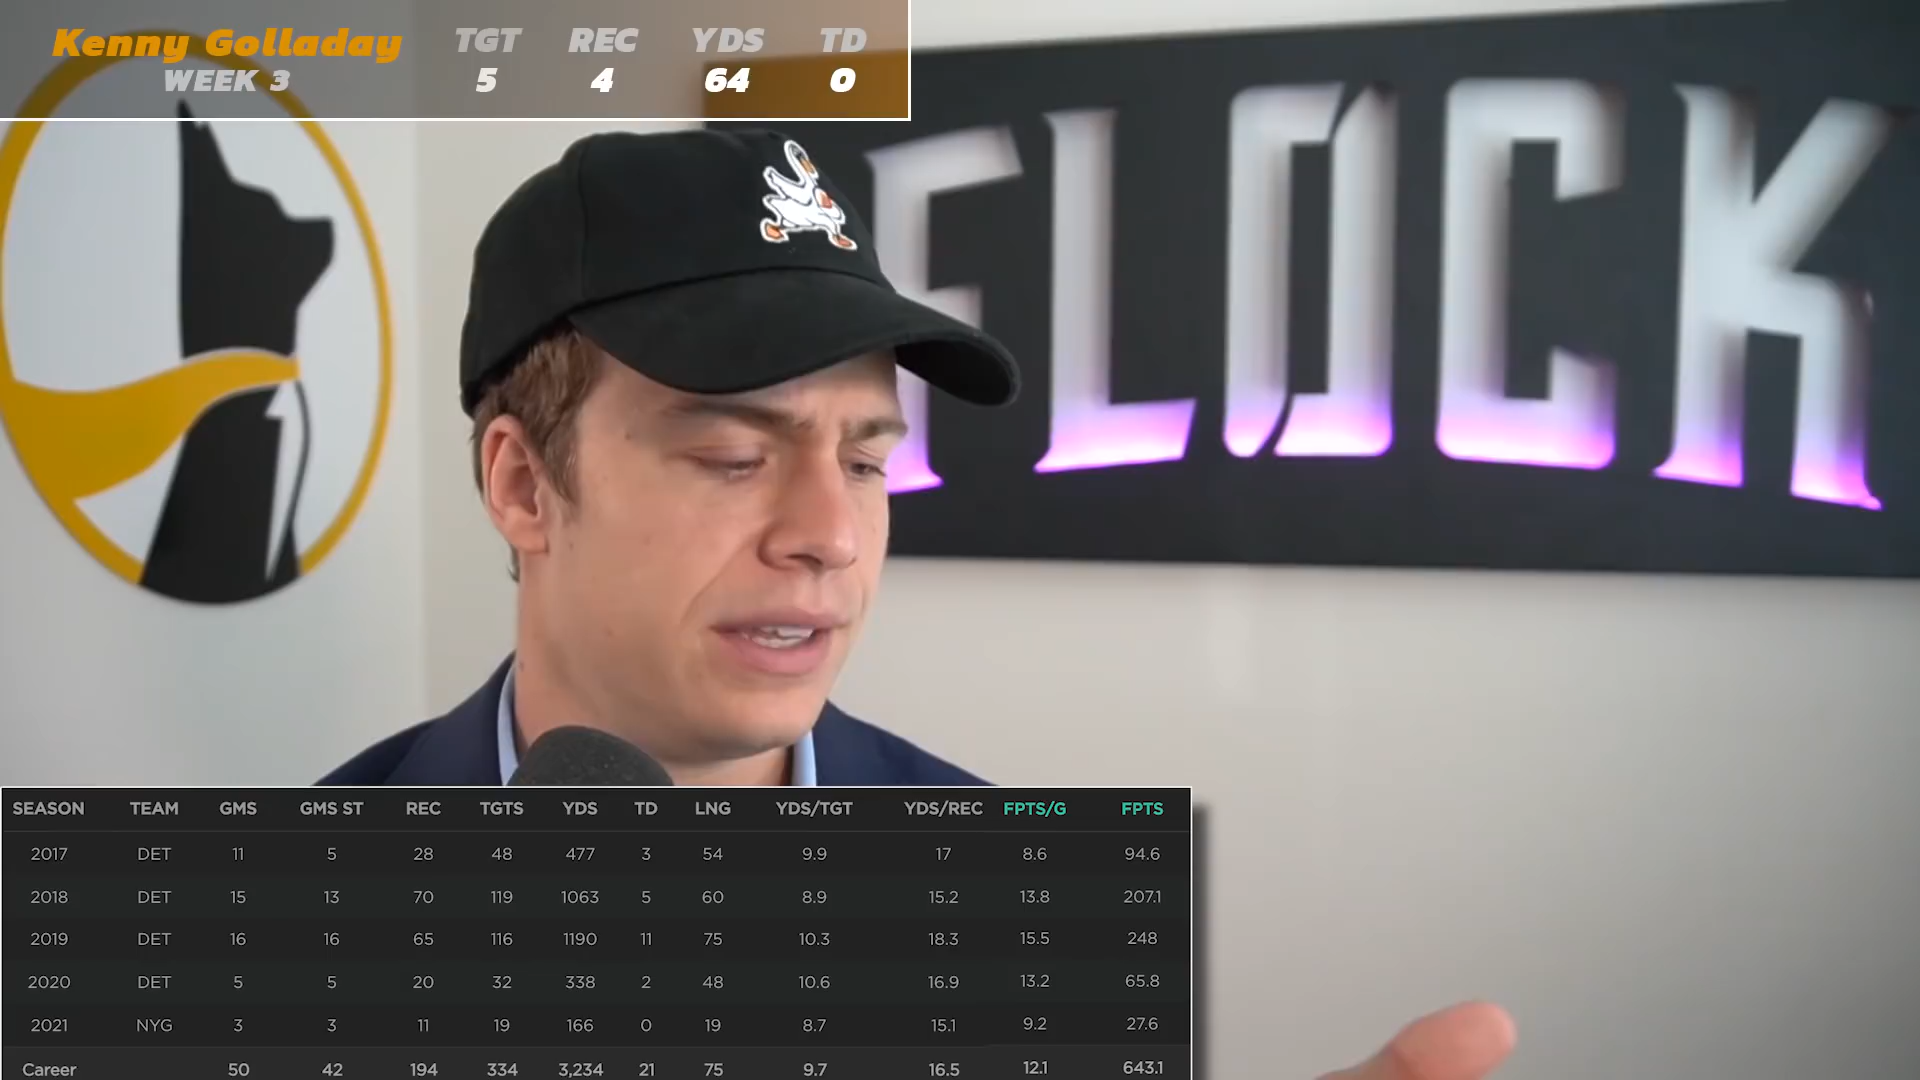 Kenny Golladay TGT REC YDS TD
WEEK 3 5 4 64 0
FLOCK
SEASON TEAM GMS GMS ST REC TGTS YDS TD LNG YDS/TGT YDS/REC FPTS/G FPTS
2017 DET 11 5 28 48 477 3 54 9.9 17 8.6 94.6
2018 DET 15 13 70 119 1063 5 60 8.9 15.2 13.8 207.1
2019 DET 16 16 65 116 1190 11 75 10.3 18.3 15.5 248
2020 DET 5 5 20 32 338 2 48 10.6 16.9 13.2 65.8
2021 NYG 3 3 11 19 166 0 19 8.7 15.1 9.2 27.6
Career 50 42 194 334 3,234 21 75 9.7 16.5 12.1 643.1